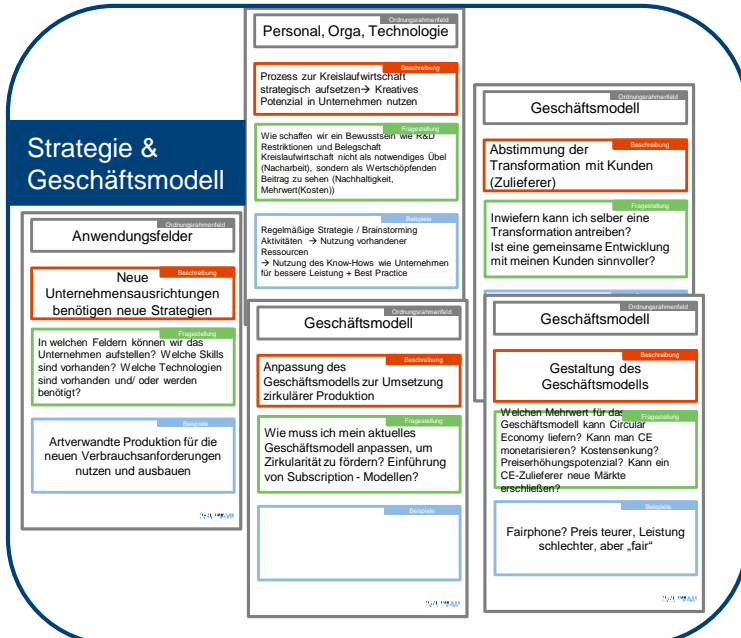 Strategie &
Geschäftsmodell
Ordnungsrahmenfeld
Personal, Orga, Technologie
Beschreibung
Prozess zur Kreislaufwirtschaft
strategisch aufsetzen→ Kreatives
Potenzial in Unternehmen nutzen
Fragestellung
Wie schaffen wir ein Bewusstsein wie R&D
Restriktionen und Belegschaft
Kreislaufwirtschaft nicht als notwendiges Übel
(Nacharbeit), sondern als Wertschöpfenden
Beitrag zu sehen (Nachhaltigkeit,
Mehrwert(Kosten))
Beispiele
Regelmäßige Strategie / Brainstorming
Aktivitäten → Nutzung vorhandener
Ressourcen
→ Nutzung des Know-Hows wie Unternehmen
für bessere Leistung + Best Practice
Ordnungsrahmenfeld
Geschäftsmodell
Beschreibung
Abstimmung der
Transformation mit Kunden
(Zulieferer)
Fragestellung
Inwiefern kann ich selber eine
Transformation antreiben?
Ist eine gemeinsame Entwicklung
mit meinen Kunden sinnvoller?
Ordnungsrahmenfeld
Anwendungsfelder
Beschreibung
Neue
Unternehmensausrichtungen
benötigen neue Strategien
Fragestellung
In welchen Feldern können wir das
Unternehmen aufstellen? Welche Skills
sind vorhanden? Welche Technologien
sind vorhanden und/ oder werden
benötigt?
Beispiele
Artverwandte Produktion für die
neuen Verbrauchsanforderungen
nutzen und ausbauen
Ordnungsrahmenfeld
Geschäftsmodell
Beschreibung
Anpassung des
Geschäftsmodells zur Umsetzung
zirkulärer Produktion
Fragestellung
Wie muss ich mein aktuelles
Geschäftsmodell anpassen, um
Zirkularität zu fördern? Einführung
von Subscription - Modellen?
Beispiele
Ordnungsrahmenfeld
Geschäftsmodell
Beschreibung
Gestaltung des
Geschäftsmodells
Fragestellung
Welchen Mehrwert für das
Geschäftsmodell kann Circular
Economy liefern? Kann man CE
monetarisieren? Kostensenkung?
Preiserhöhungspotenzial? Kann ein
CE-Zulieferer neue Märkte
erschließen?
Beispiele
Fairphone? Preis teurer, Leistung
schlechter, aber „fair“